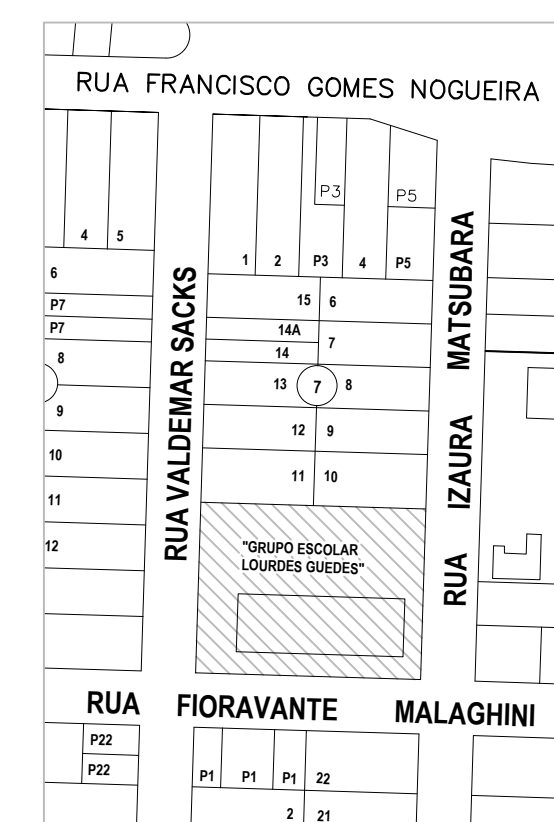 RUA FRANCISCO GOMES NOGUEIRA
P3
P5
4 5
1 2 P3 4 P5
6
P7
P7
8
9
10
11
12
RUA VALDEMAR SACKS
15 6
14A
7
14
13 7 8
12 9
11 10
RUA IZAURA MATSUBARA
"GRUPO ESCOLAR
LOURDES GUEDES"
RUA FIORAVANTE MALAGHINI
P22
P22
P1 P1 P1 22
2 21